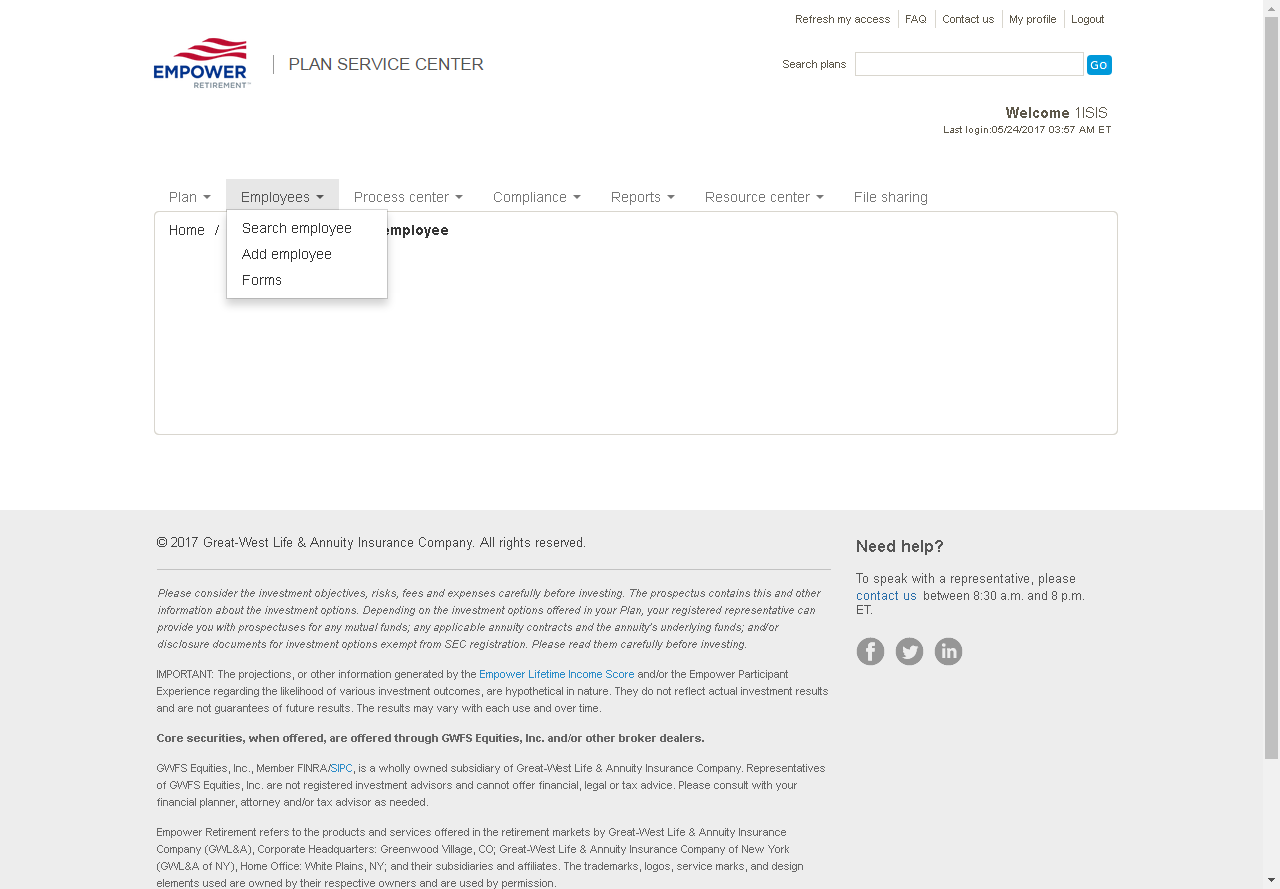 Refresh my access
FAQ
Contact us
My profile
Logout
EMPOWER
RETIREMENT™
PLAN SERVICE CENTER
Search plans
Go
Welcome 1ISIS
Last login:05/24/2017 03:57 AM ET
Plan
Employees
Process center
Compliance
Reports
Resource center
File sharing
Home / employee
Search employee
Add employee
Forms
© 2017 Great-West Life & Annuity Insurance Company. All rights reserved.
Please consider the investment objectives, risks, fees and expenses carefully before investing. The prospectus contains this and other
information about the investment options. Depending on the investment options offered in your Plan, your registered representative can
provide you with prospectuses for any mutual funds; any applicable annuity contracts and the annuity's underlying funds; and/or
disclosure documents for investment options exempt from SEC registration. Please read them carefully before investing.
IMPORTANT: The projections, or other information generated by the Empower Lifetime Income Score and/or the Empower Participant
Experience regarding the likelihood of various investment outcomes, are hypothetical in nature. They do not reflect actual investment results
and are not guarantees of future results. The results may vary with each use and over time.
Core securities, when offered, are offered through GWFS Equities, Inc. and/or other broker dealers.
GWFS Equities, Inc., Member FINRA/SIPC, is a wholly owned subsidiary of Great-West Life & Annuity Insurance Company. Representatives
of GWFS Equities, Inc. are not registered investment advisors and cannot offer financial, legal or tax advice. Please consult with your
financial planner, attorney and/or tax advisor as needed.
Empower Retirement refers to the products and services offered in the retirement markets by Great-West Life & Annuity Insurance
Company (GWL&A), Corporate Headquarters: Greenwood Village, CO; Great-West Life & Annuity Insurance Company of New York
(GWL&A of NY), Home Office: White Plains, NY; and their subsidiaries and affiliates. The trademarks, logos, service marks, and design
elements used are owned by their respective owners and are used by permission.
Need help?
To speak with a representative, please
contact us between 8:30 a.m. and 8 p.m.
ET.